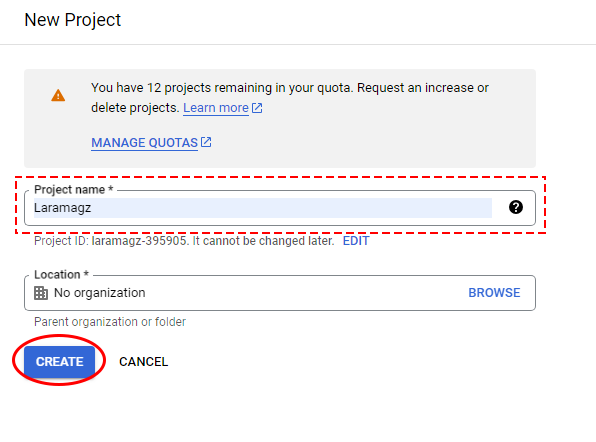 New Project
You have 12 projects remaining in your quota. Request an increase or
delete projects. Learn more
MANAGE QUOTAS
Project name *
Laramagz
Project ID: laramagz-395905. It cannot be changed later. EDIT
Location *
No organization BROWSE
Parent organization or folder
CREATE CANCEL